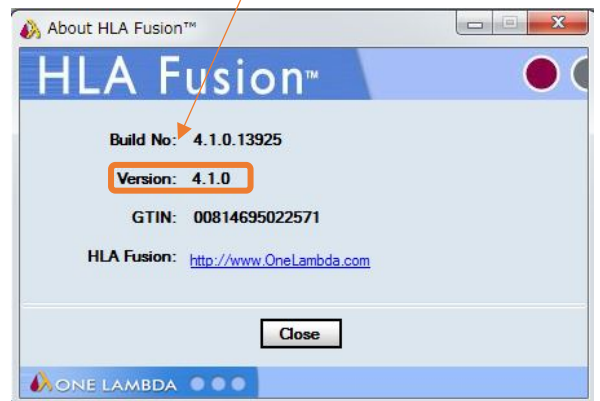 About HLA Fusion™
HLA Fusion™
Build No: 4.1.0.13925
Version: 4.1.0
GTIN: 00814695022571
HLA Fusion: http://www.OneLambda.com
Close
ONE LAMBDA